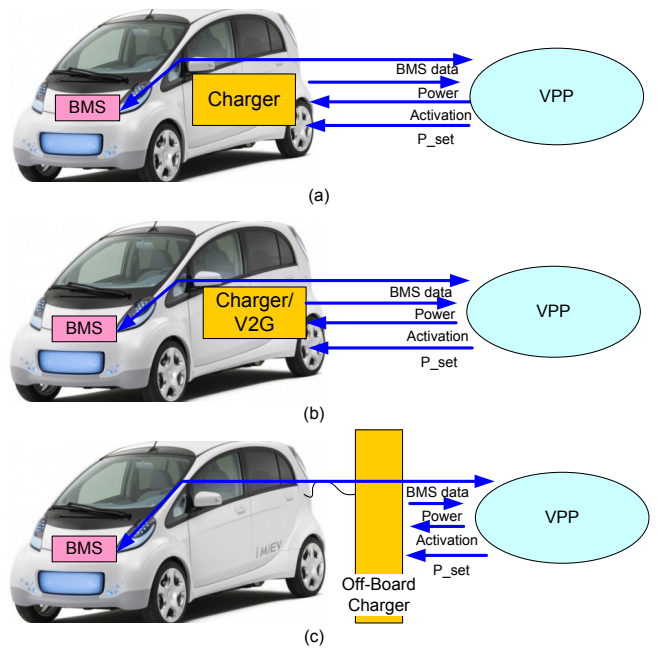 BMS data
BMS
Charger
Power
VPP
Activation
P_set
(a)
BMS data
Charger/
V2G
BMS
Power
VPP
Activation
P_set
(b)
BMS data
Power
VPP
BMS
i MiEV
Activation
P_set
Off-Board
Charger
(c)